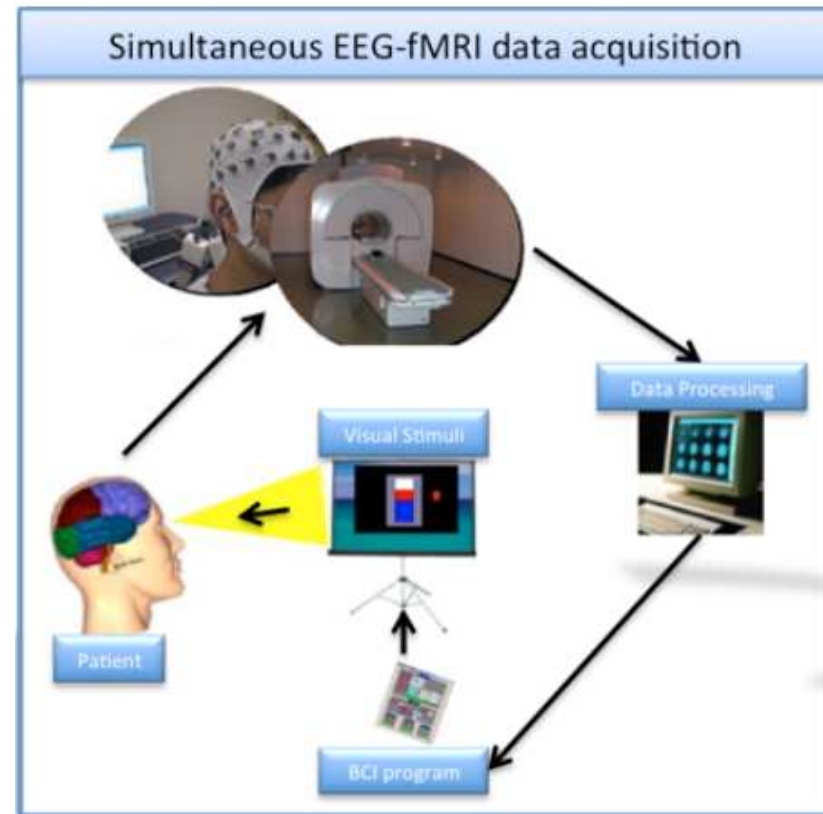 Simultaneous EEG-fMRI data acquisition
Data Processing
Visual Stimuli
Patient
BCI program